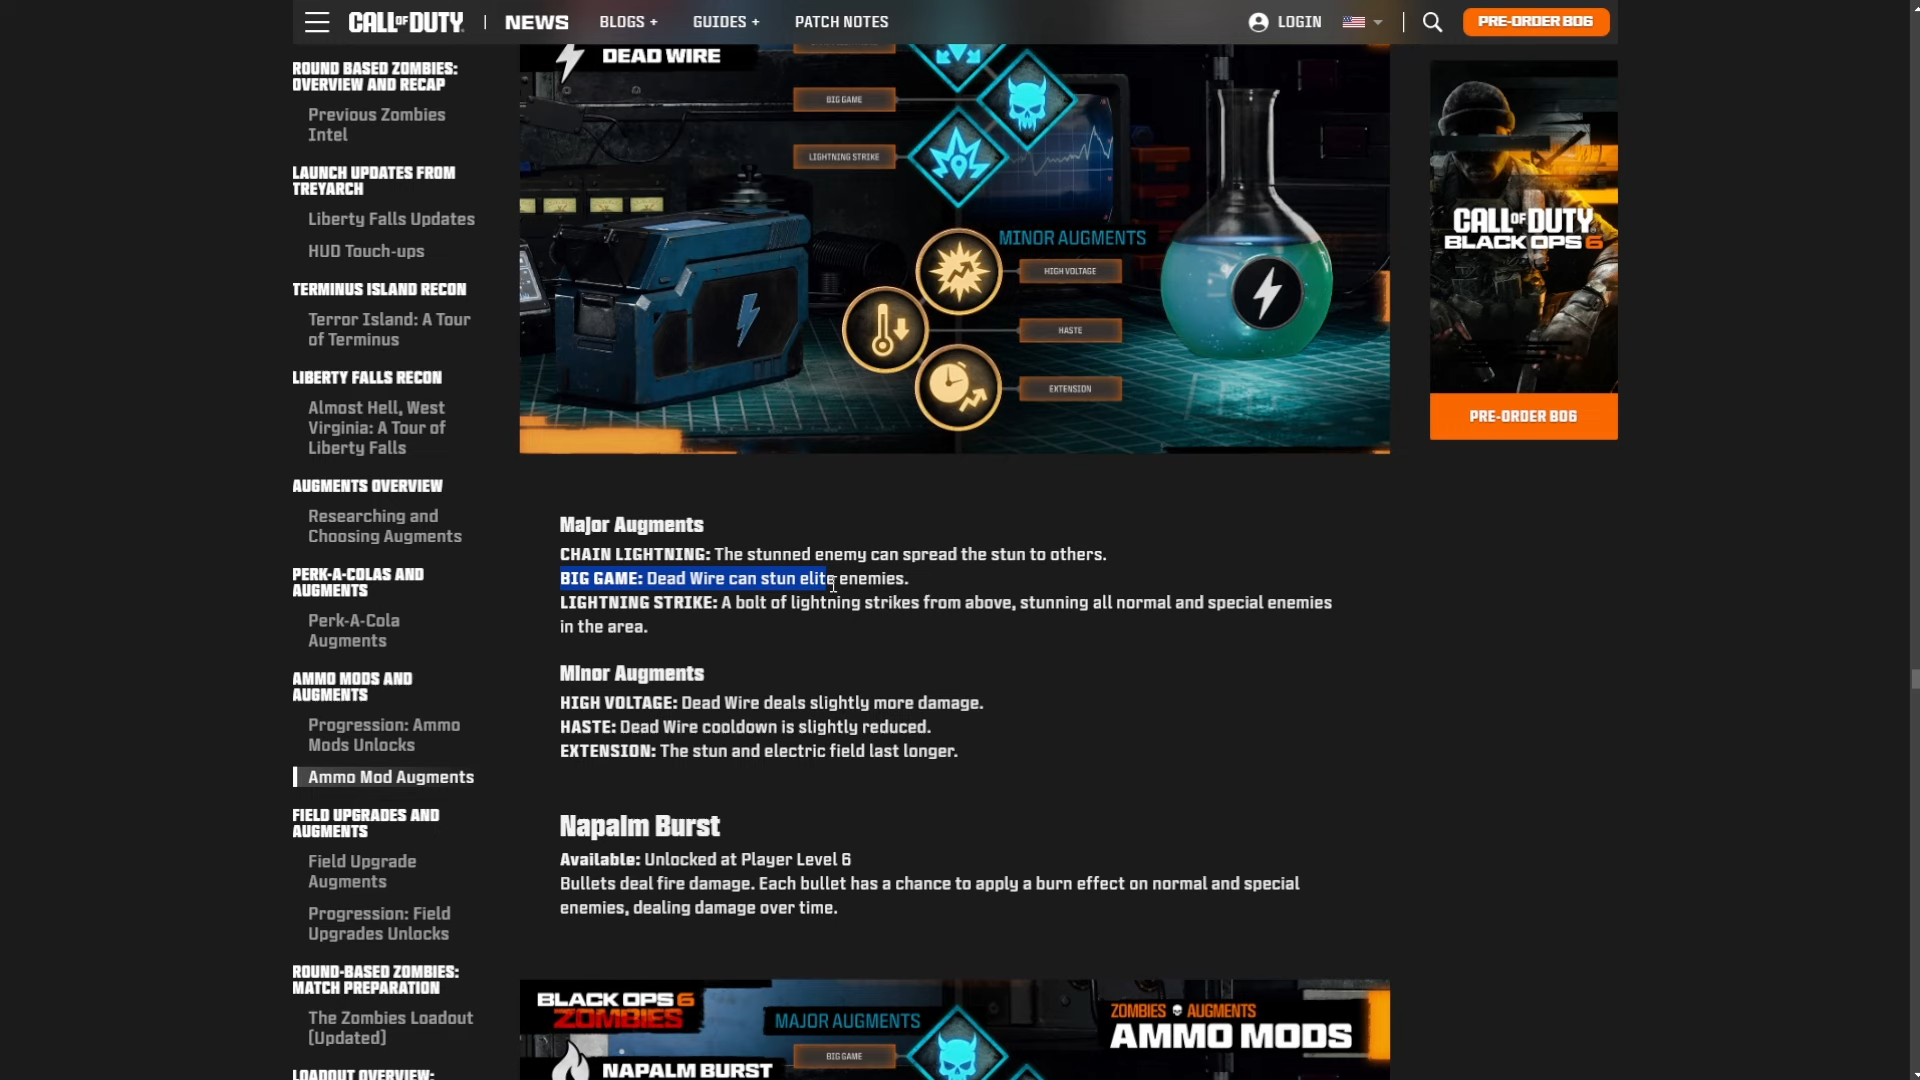 CALL OF DUTY
NEWS
BLOGS +
GUIDES +
PATCH NOTES
LOGIN
PRE-ORDER BO6
ROUND BASED ZOMBIES:
OVERVIEW AND RECAP
Previous Zombies
Intel
LAUNCH UPDATES FROM
TREYARCH
Liberty Falls Updates
HUD Touch-ups
TERMINUS ISLAND RECON
Terror Island: A Tour
of Terminus
LIBERTY FALLS RECON
Almost Hell, West
Virginia: A Tour of
Liberty Falls
AUGMENTS OVERVIEW
Researching and
Choosing Augments
PERK-A-COLAS AND
AUGMENTS
Perk-A-Cola
Augments
AMMO MODS AND
AUGMENTS
Progression: Ammo
Mods Unlocks
Ammo Mod Augments
FIELD UPGRADES AND
AUGMENTS
Field Upgrade
Augments
Progression: Field
Upgrades Unlocks
ROUND-BASED ZOMBIES:
MATCH PREPARATION
The Zombies Loadout
(Updated)
LOADOUT OVERVIEW:
DEAD WIRE
BIG GAME
LIGHTNING STRIKE
MINOR AUGMENTS
HIGH VOLTAGE
HASTE
EXTENSION
Major Augments
CHAIN LIGHTNING: The stunned enemy can spread the stun to others.
BIG GAME: Dead Wire can stun elite enemies.
LIGHTNING STRIKE: A bolt of lightning strikes from above, stunning all normal and special enemies
in the area.
Minor Augments
HIGH VOLTAGE: Dead Wire deals slightly more damage.
HASTE: Dead Wire cooldown is slightly reduced.
EXTENSION: The stun and electric field last longer.
Napalm Burst
Available: Unlocked at Player Level 6
Bullets deal fire damage. Each bullet has a chance to apply a burn effect on normal and special
enemies, dealing damage over time.
BLACK OPS 6
ZOMBIES
MAJOR AUGMENTS
ZOMBIES AUGMENTS
AMMO MODS
BIG GAME
NAPALM BURST
CALL OF DUTY
BLACK OPS 6
PRE-ORDER BO6